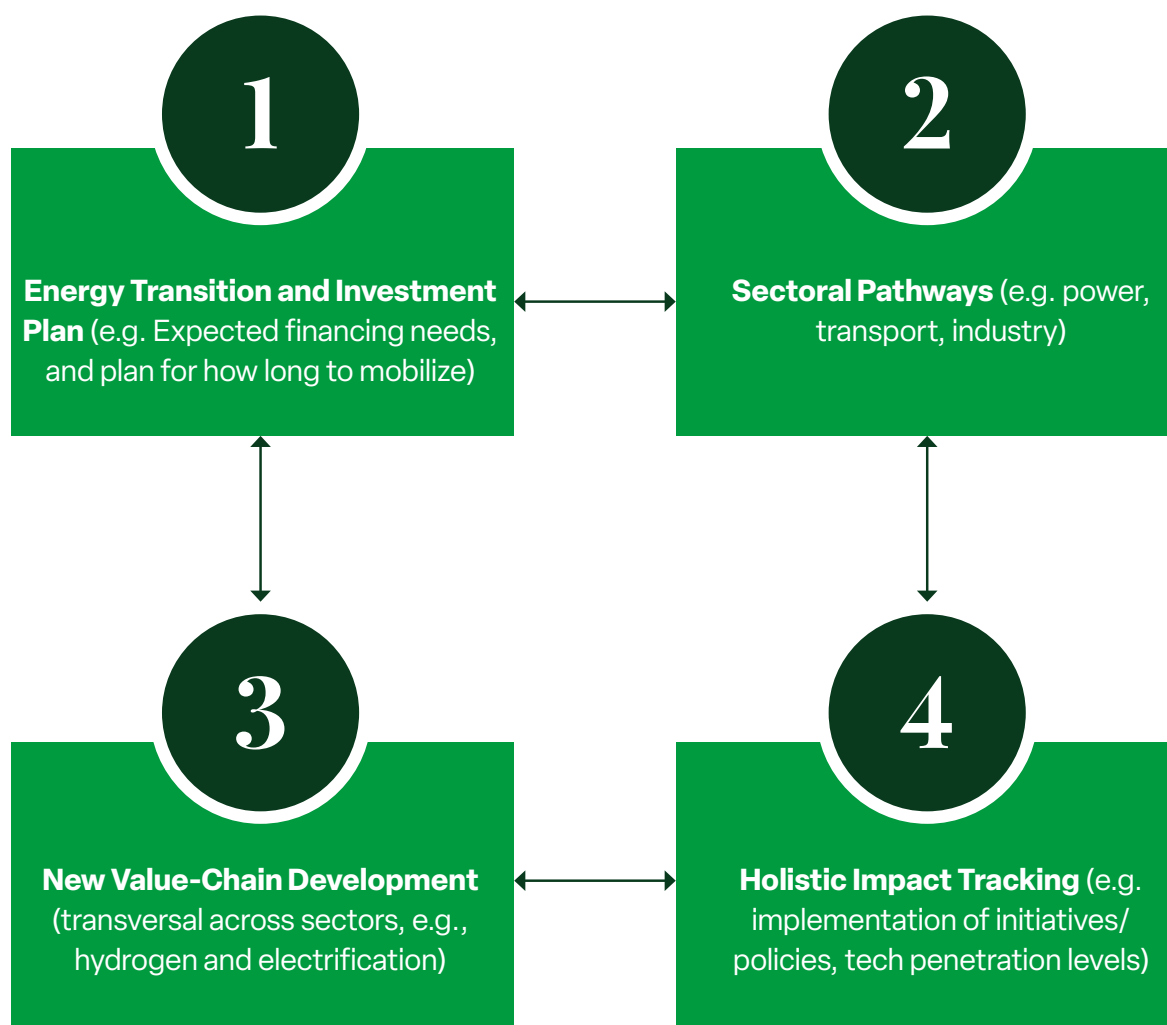 1
Energy Transition and Investment
Plan (e.g. Expected financing needs,
and plan for how long to mobilize)
2
Sectoral Pathways (e.g. power,
transport, industry)
3
New Value-Chain Development
(transversal across sectors, e.g.,
hydrogen and electrification)
4
Holistic Impact Tracking (e.g.
implementation of initiatives/
policies, tech penetration levels)